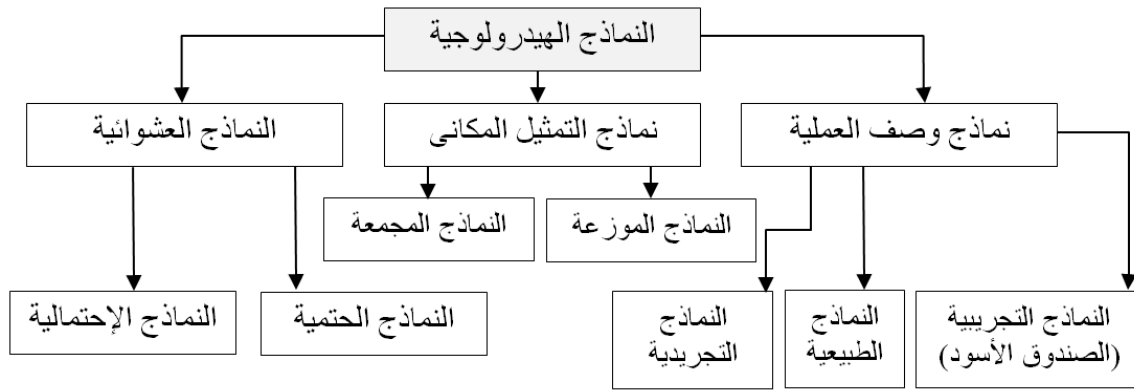 النماذج الهيدرولوجية
نماذج وصف العملية
نماذج التمثيل المكانى
النماذج العشوائية
النماذج الموزعة
النماذج المجمعة
النماذج التجريبية
(الصندوق الأسود)
النماذج
الطبيعية
النماذج
التجريدية
النماذج الحتمية
النماذج الإحتمالية